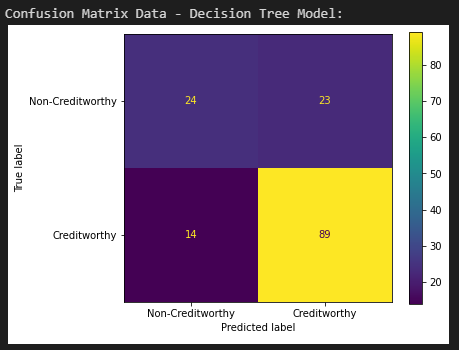 Confusion Matrix Data - Decision Tree Model:
Non-Creditworthy
24
23
Creditworthy
14
89
Non-Creditworthy
Creditworthy
True label
Predicted label
80
70
60
50
40
30
20